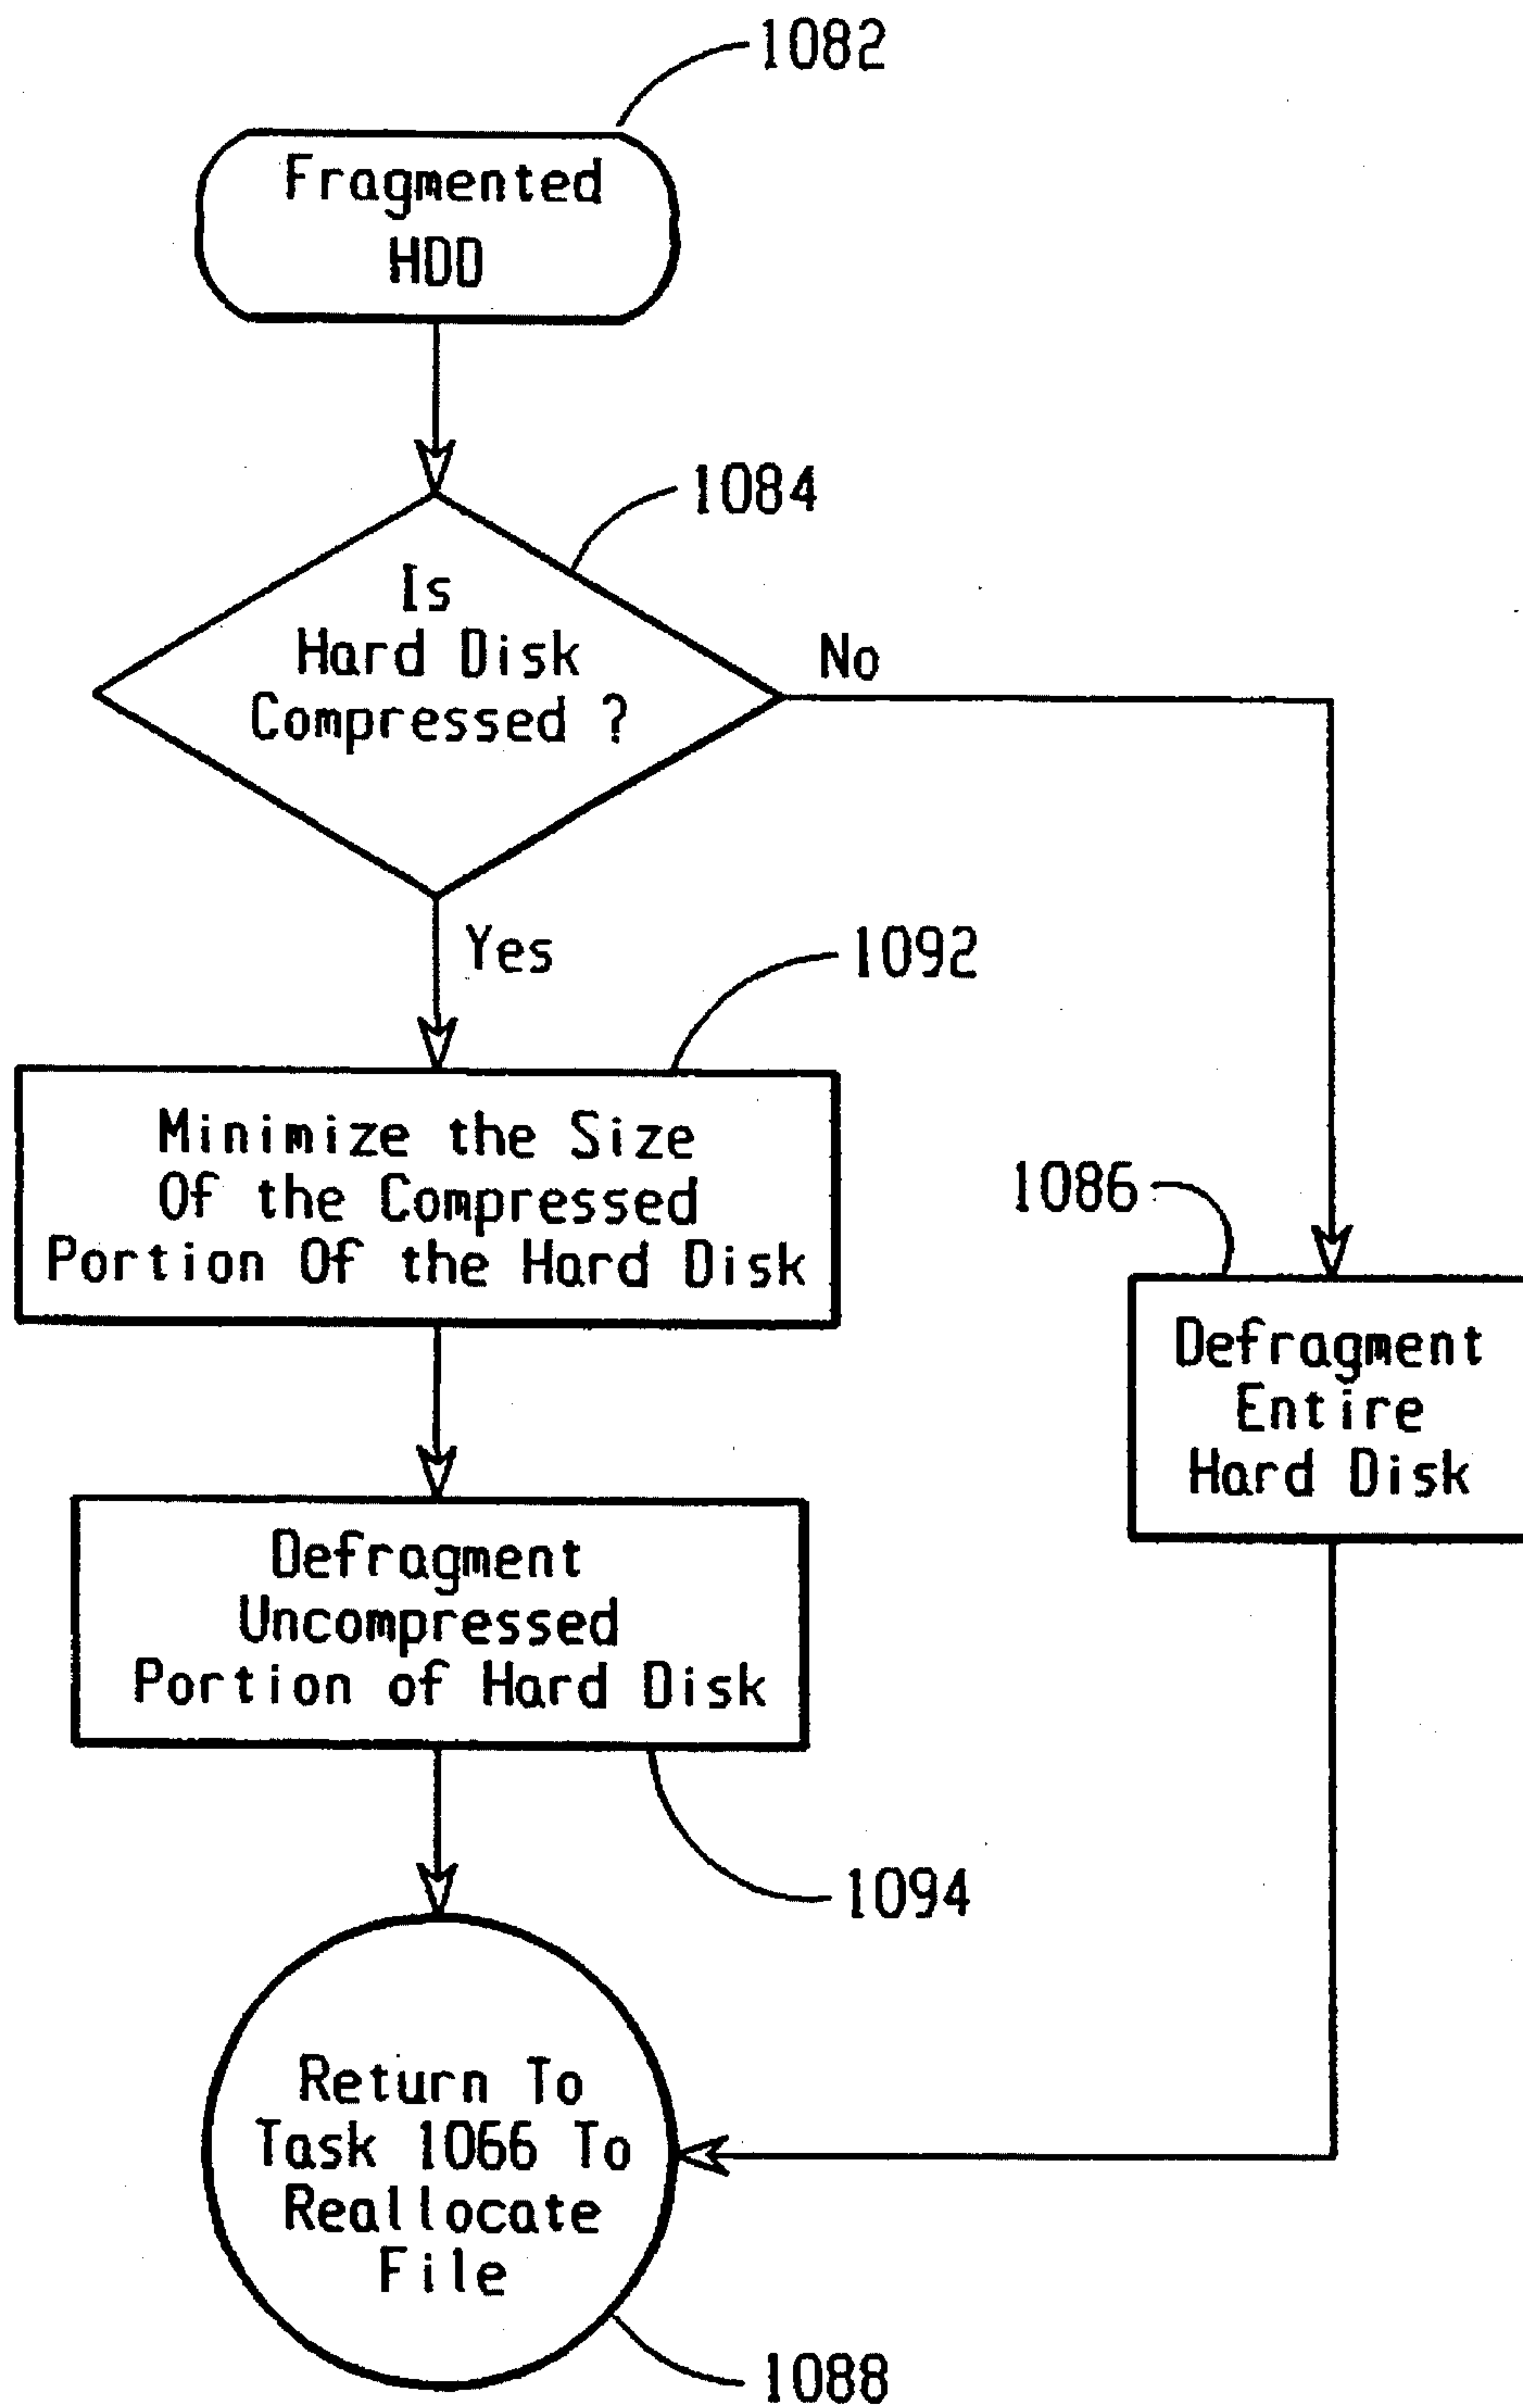 1082
Fragmented
HDD
1084
Is
Hard Disk
Compressed ?
No
Yes
1092
Minimize the Size
Of the Compressed
Portion Of the Hard Disk
1086
Defragment
Entire
Hard Disk
Defragment
Uncompressed
Portion of Hard Disk
1094
Return To
Task 1066 To
Reallocate
File
1088